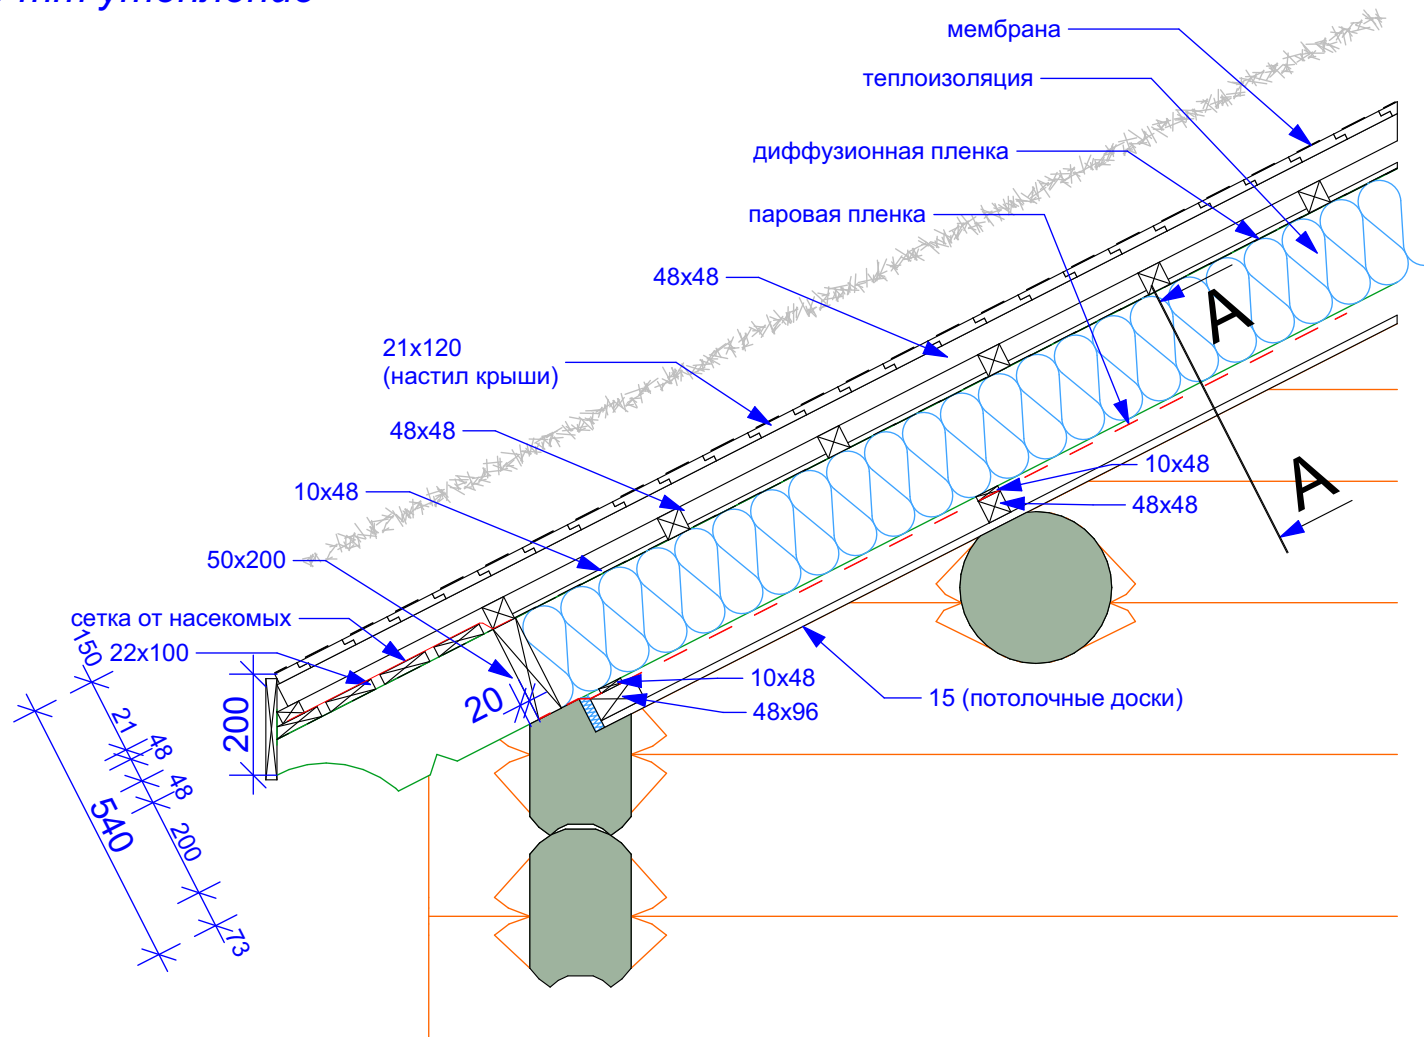 утепление
мембрана
теплоизоляция
диффузионная пленка
паровая пленка
48x48
21x120
(настил крыши)
48x48
10x48
50x200
сетка от насекомых
22x100
A
A
10x48
48x48
10x48
48x96
15 (потолочные доски)
20
200
150
21
48
48
200
73
540